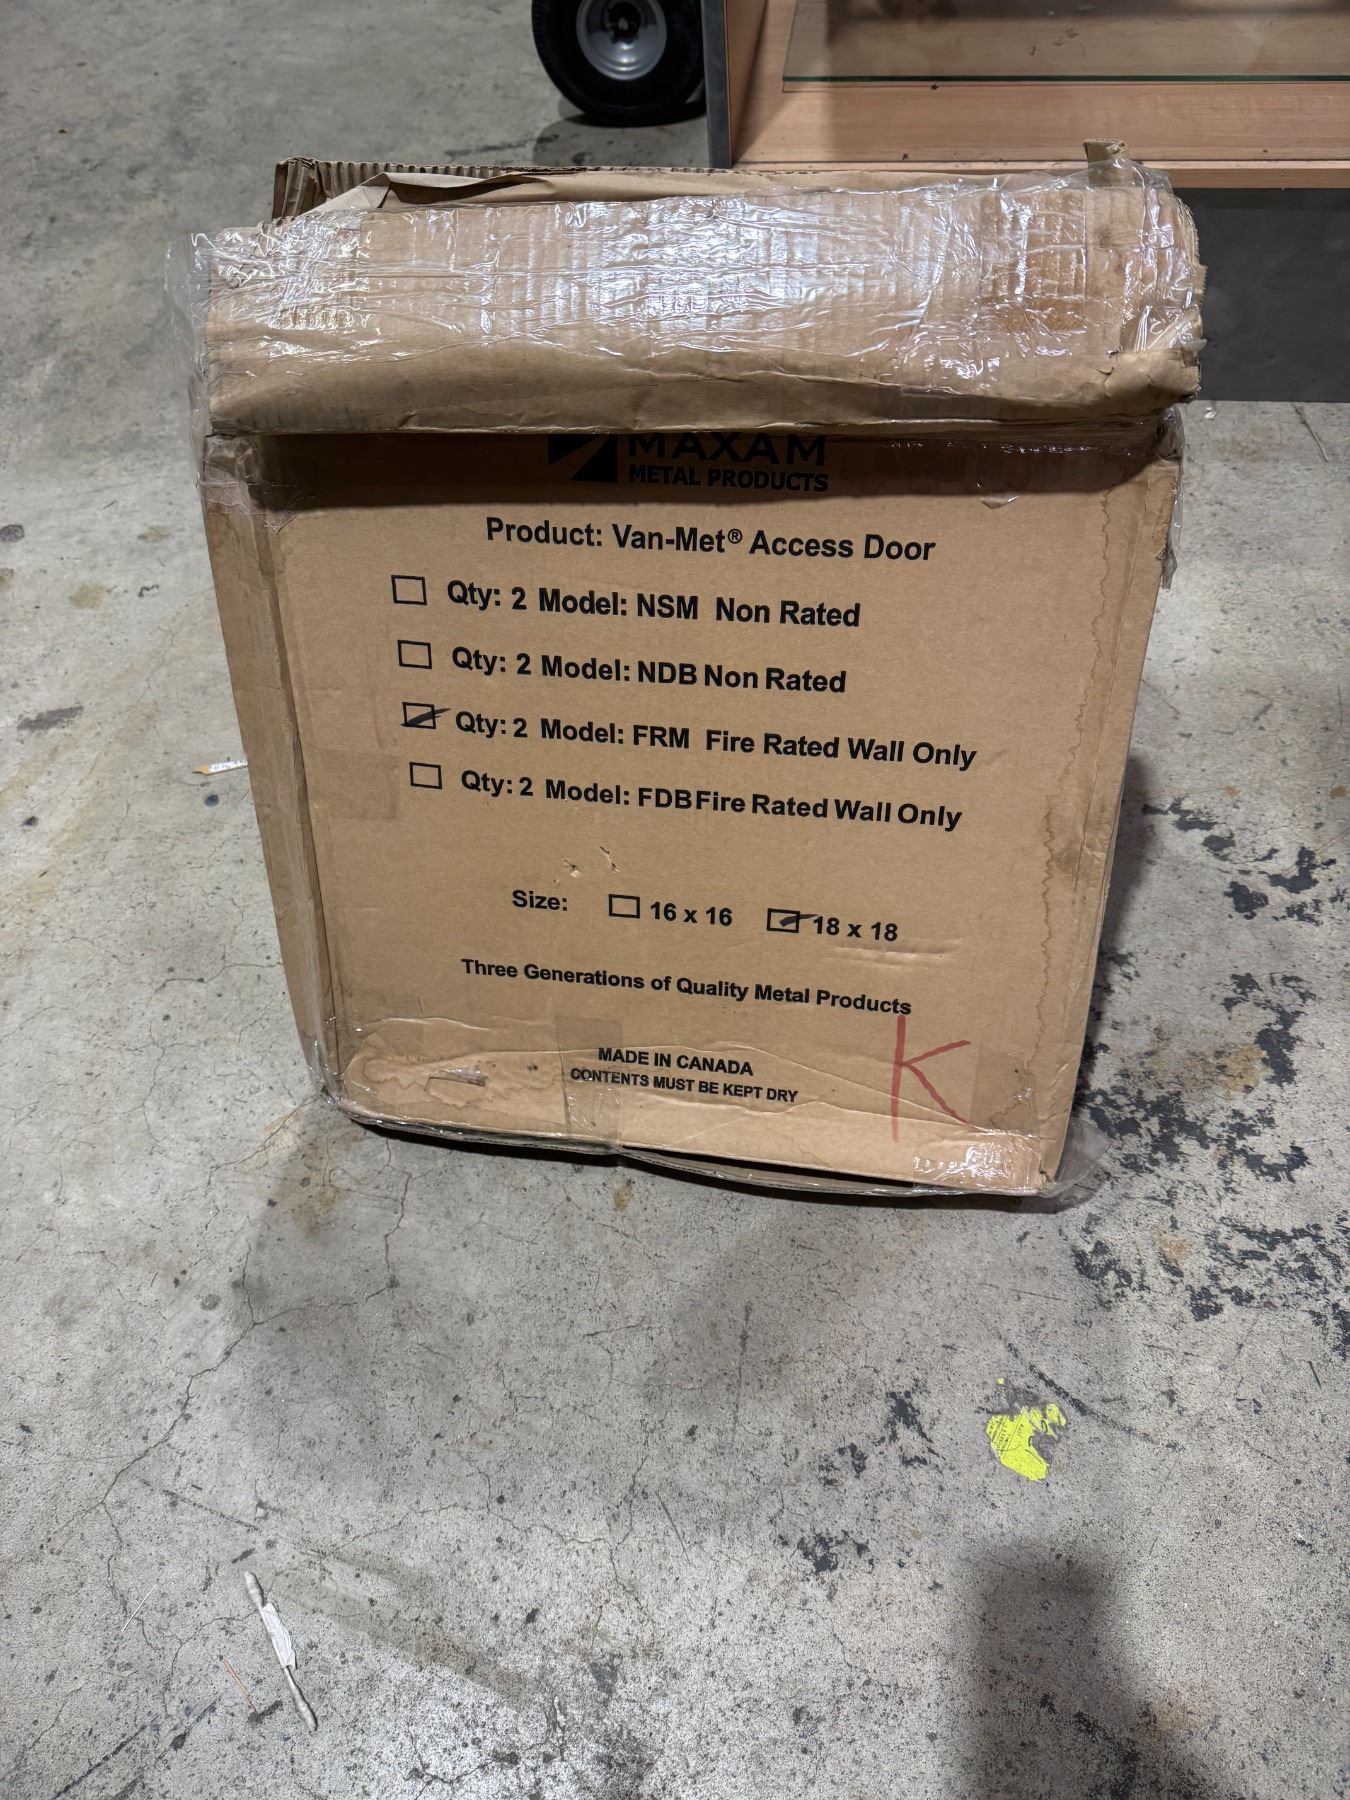 MAXAM
METAL PRODUCTS
Product: Van-Met® Access Door
Qty: 2 Model: NSM Non Rated
Qty: 2 Model: NDB Non Rated
Qty: 2 Model: FRM Fire Rated Wall Only
Qty: 2 Model: FDB Fire Rated Wall Only
Size: 16 x 16 18 x 18
Three Generations of Quality Metal Products
MADE IN CANADA
CONTENTS MUST BE KEPT DRY
K